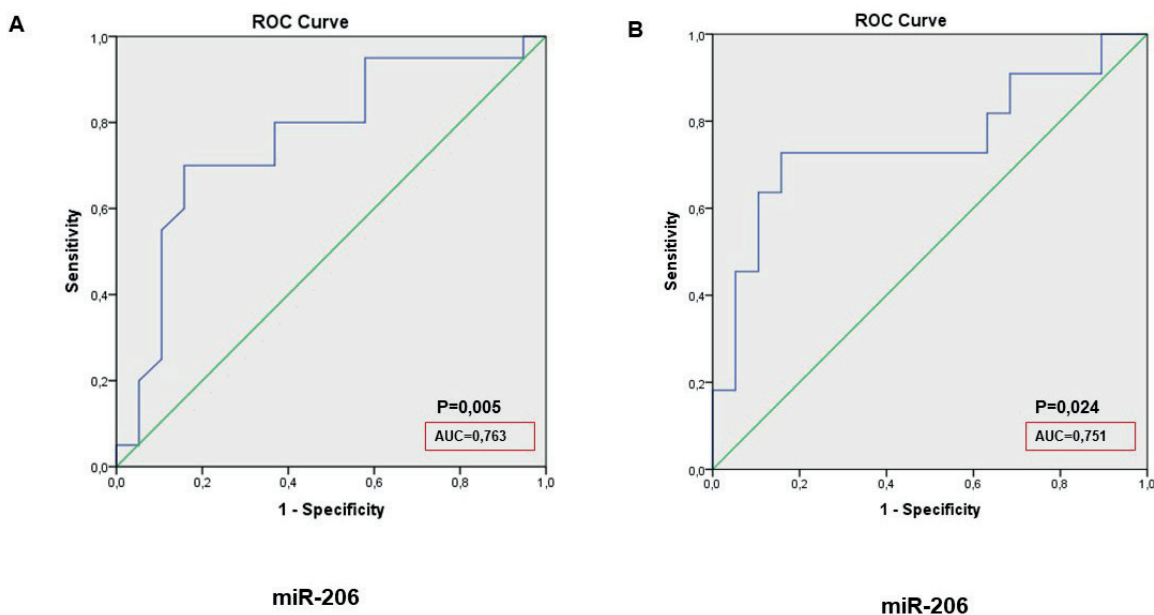 A
ROC Curve
1,0
0,8
0,6
0,4
0,2
0,0
Sensitivity
P=0,005
AUC=0,763
0,0 0,2 0,4 0,6 0,8 1,0
1 - Specificity
miR-206
B
ROC Curve
1,0
0,8
0,6
0,4
0,2
0,0
Sensitivity
P=0,024
AUC=0,751
0,0 0,2 0,4 0,6 0,8 1,0
1 - Specificity
miR-206